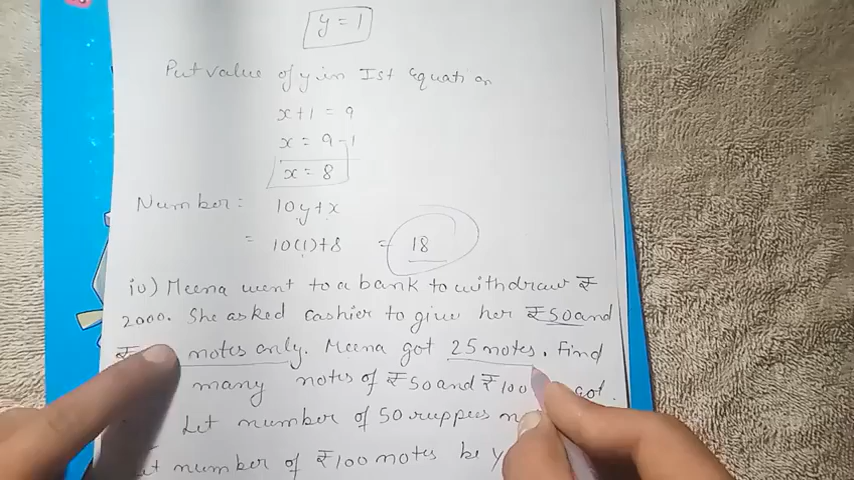 y = 1
Put value of y in Ist Equation
x + 1 = 9
x = 9 - 1
x = 8
Number = 10y + x
= 10(1) + 8 = 18
iv) Meena went to a bank to withdraw ₹
2000. She asked cashier to give her ₹50 and
₹ notes only. Meena got 25 notes. Find
many notes of ₹50 and ₹100 got.
Let number of 50 ruppees
number of ₹100 notes be y